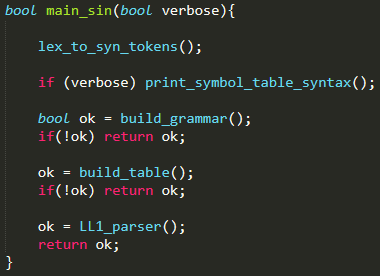 bool main_sin(bool verbose){
lex_to_syn_tokens();
if (verbose) print_symbol_table_syntax();
bool ok = build_grammar();
if(!ok) return ok;
ok = build_table();
if(!ok) return ok;
ok = LL1_parser();
return ok;
}